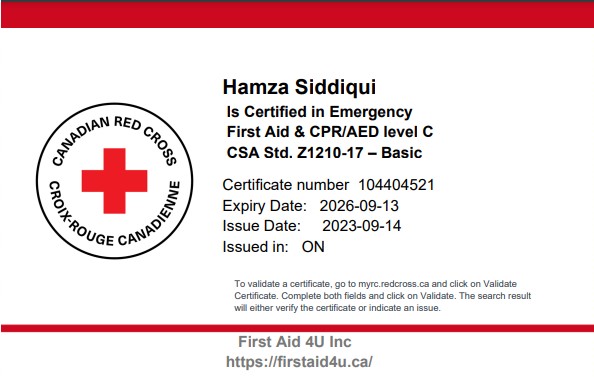 CANADIAN RED CROSS
CROIX-ROUGE CANADIENNE
Hamza Siddiqui
Is Certified in Emergency
First Aid & CPR/AED level C
CSA Std. Z1210-17 – Basic
Certificate number 104404521
Expiry Date: 2026-09-13
Issue Date: 2023-09-14
Issued in: ON
To validate a certificate, go to myrc.redcross.ca and click on Validate
Certificate. Complete both fields and click on Validate. The search result
will either verify the certificate or indicate an issue.
First Aid 4U Inc
https://firstaid4u.ca/